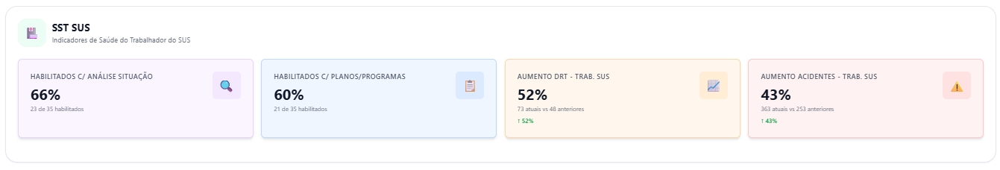 SST SUS
Indicadores de Saúde do Trabalhador do SUS
HABILITADOS C/ ANÁLISE SITUAÇÃO
66%
23 de 35 habilitados
HABILITADOS C/ PLANOS/PROGRAMAS
60%
21 de 35 habilitados
AUMENTO DRT - TRAB. SUS
52%
73 atuais vs 48 anteriores
↑ 52%
AUMENTO ACIDENTES - TRAB. SUS
43%
363 atuais vs 253 anteriores
↑ 43%